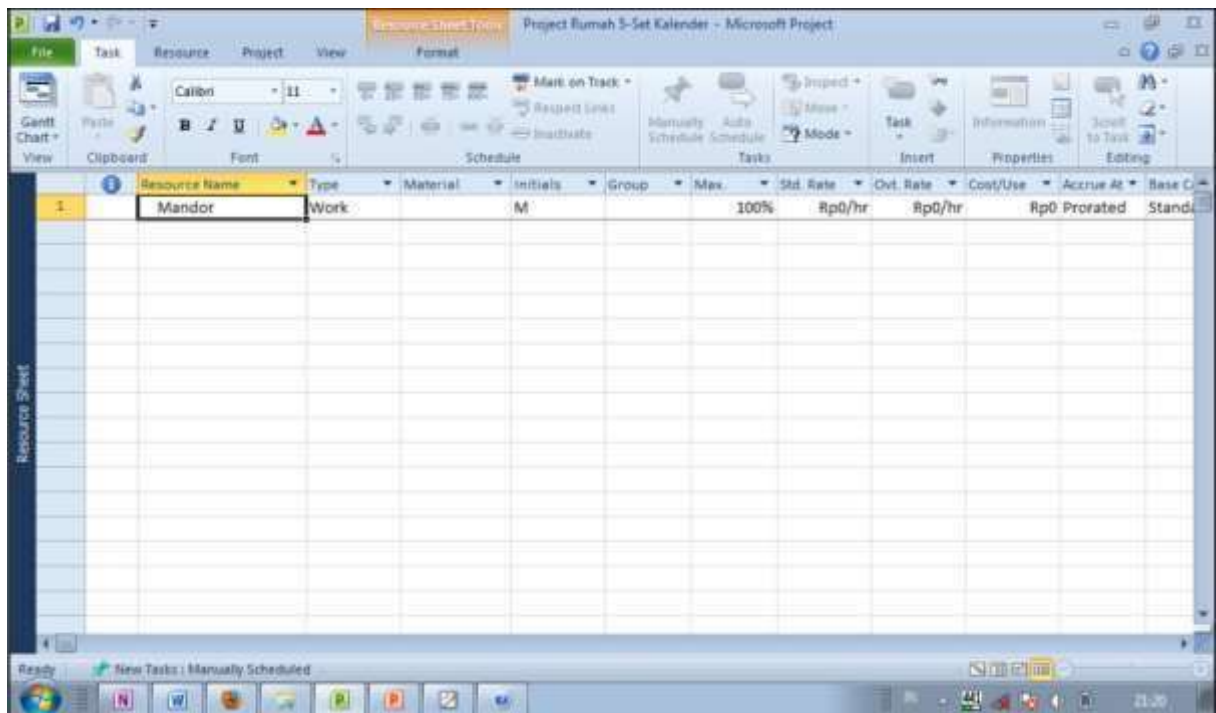 Resource Sheet Tools Project Rumah 5-Set Kalender - Microsoft Project
File Task Resource Project View Format
Gantt Chart
Paste
Calibri 11
B I U A
Mark on Track
Respect Links
Inactivate
Manually Schedule
Auto Schedule
Inspect
Move
Mode
Task
Information
Scroll to Task
View Clipboard Font Schedule Tasks Insert Properties Editing
Resource Name Type Material Initials Group Max. Std. Rate Ovt. Rate Cost/Use Accrue At Base C
1 Mandor Work M 100% Rp0/hr Rp0/hr Rp0 Prorated Standa
Resource Sheet
Ready New Tasks : Manually Scheduled
21:20